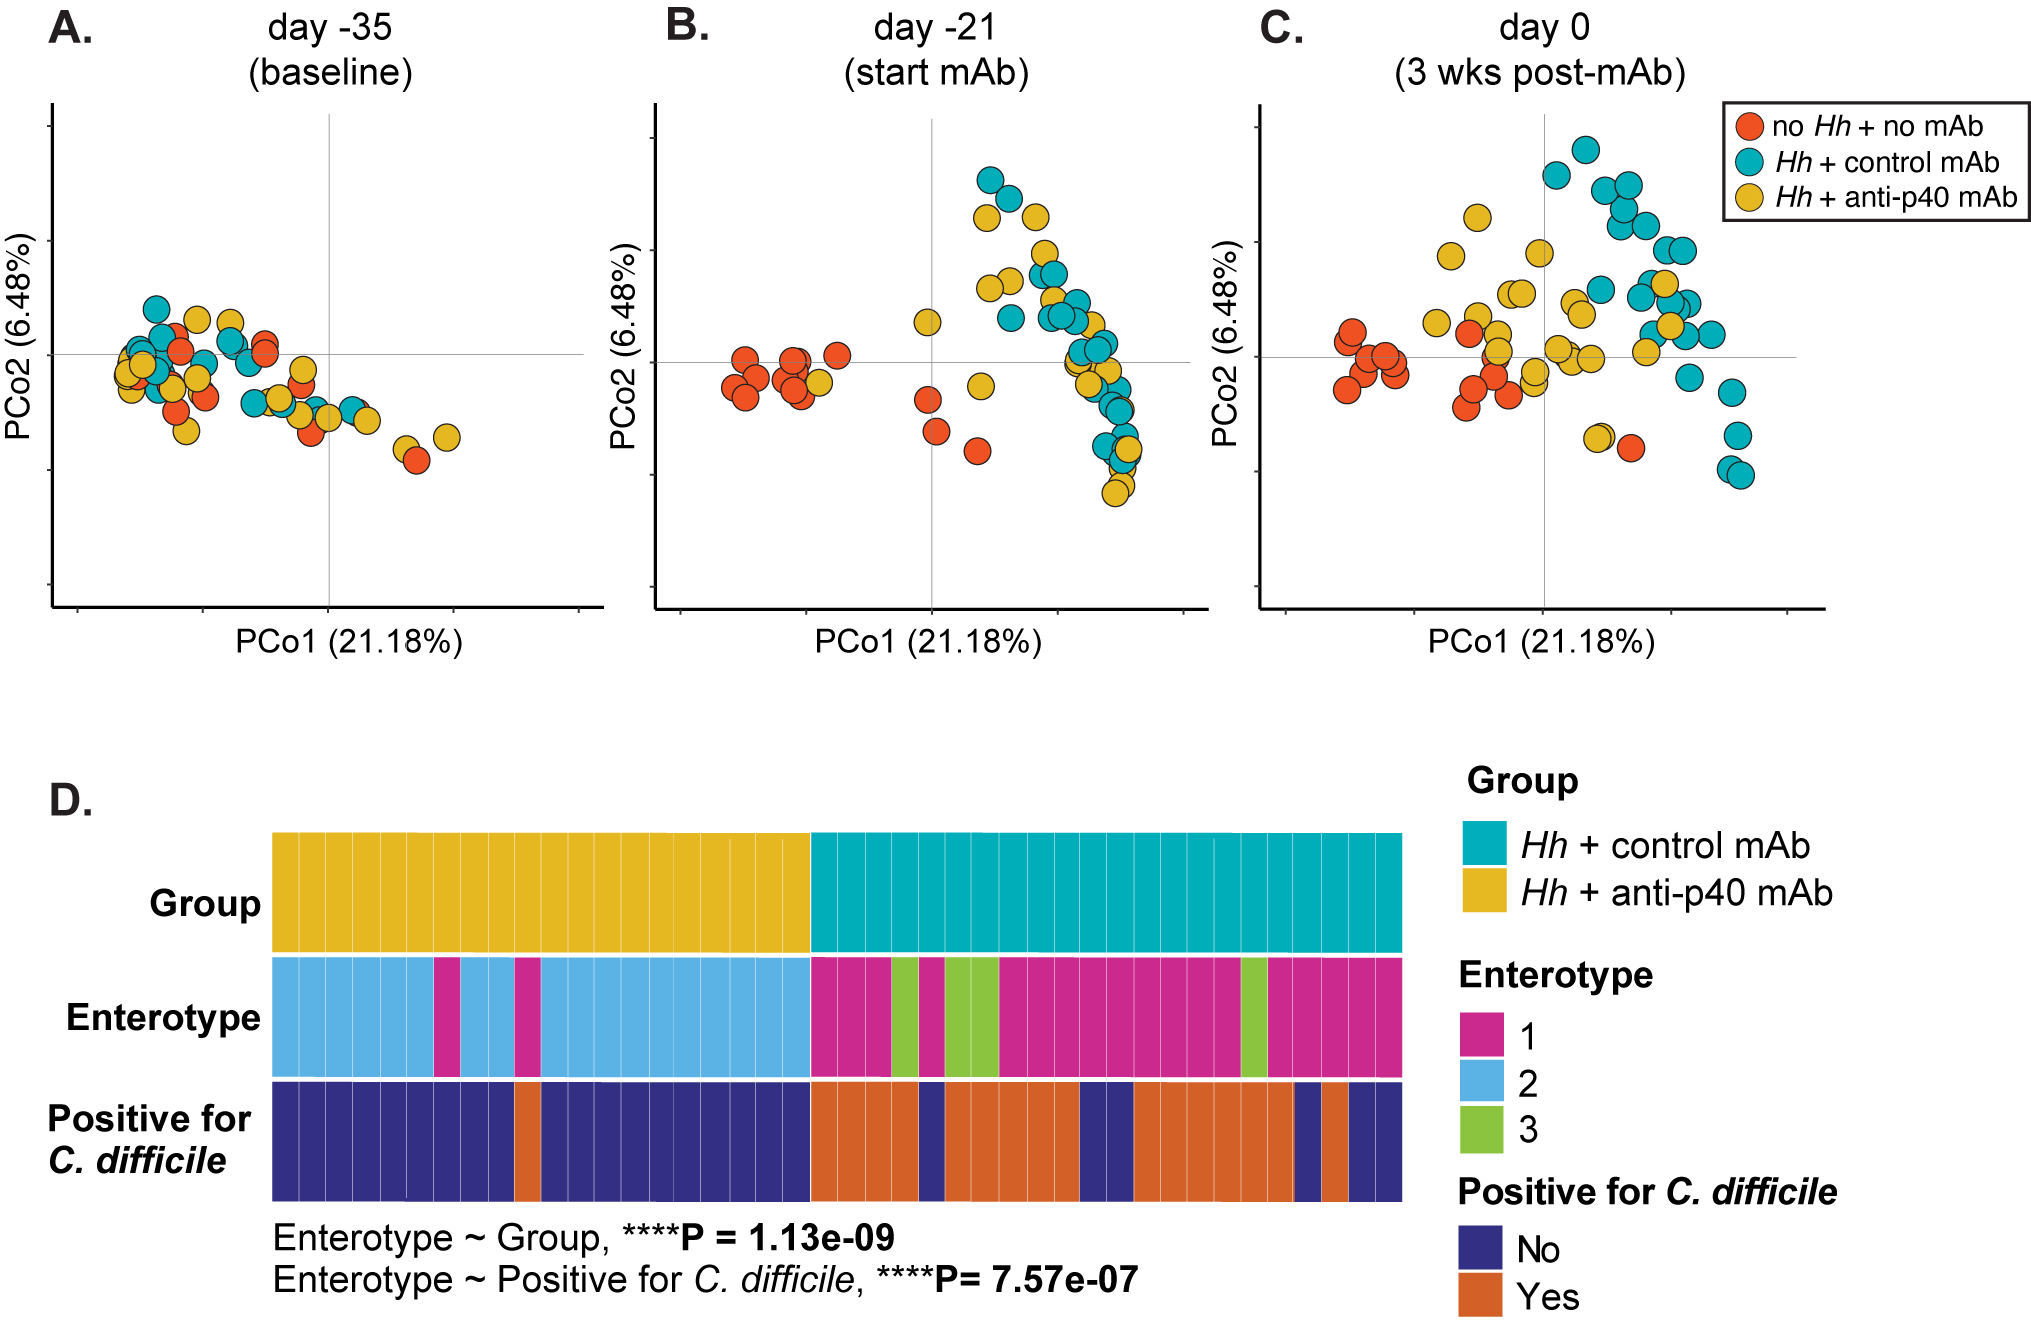 A.
day -35
(baseline)
B.
day -21
(start mAb)
C.
day 0
(3 wks post-mAb)
no Hh + no mAb
Hh + control mAb
Hh + anti-p40 mAb
PCo2 (6.48%)
PCo1 (21.18%)
PCo2 (6.48%)
PCo1 (21.18%)
PCo2 (6.48%)
PCo1 (21.18%)
D.
Group
Enterotype
Positive for
C. difficile
Enterotype ~ Group, ****P = 1.13e-09
Enterotype ~ Positive for C. difficile, ****P= 7.57e-07
Group
Hh + control mAb
Hh + anti-p40 mAb
Enterotype
1
2
3
Positive for C. difficile
No
Yes